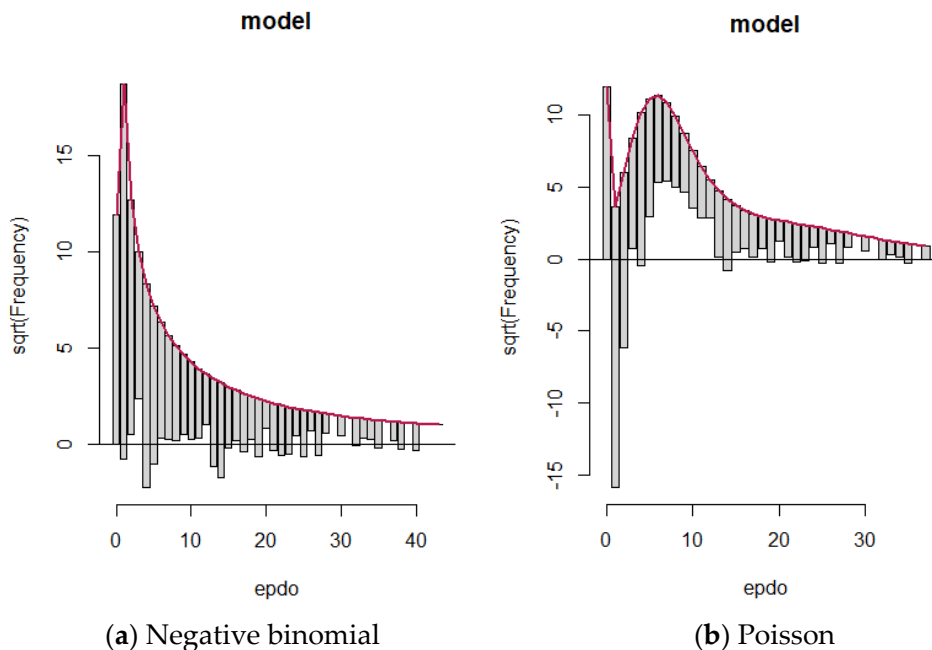 model
model
sqrt(Frequency)
15
10
5
0
0 10 20 30 40
epdo
sqrt(Frequency)
10
5
0
-5
-10
-15
0 10 20 30
epdo
(a) Negative binomial
(b) Poisson